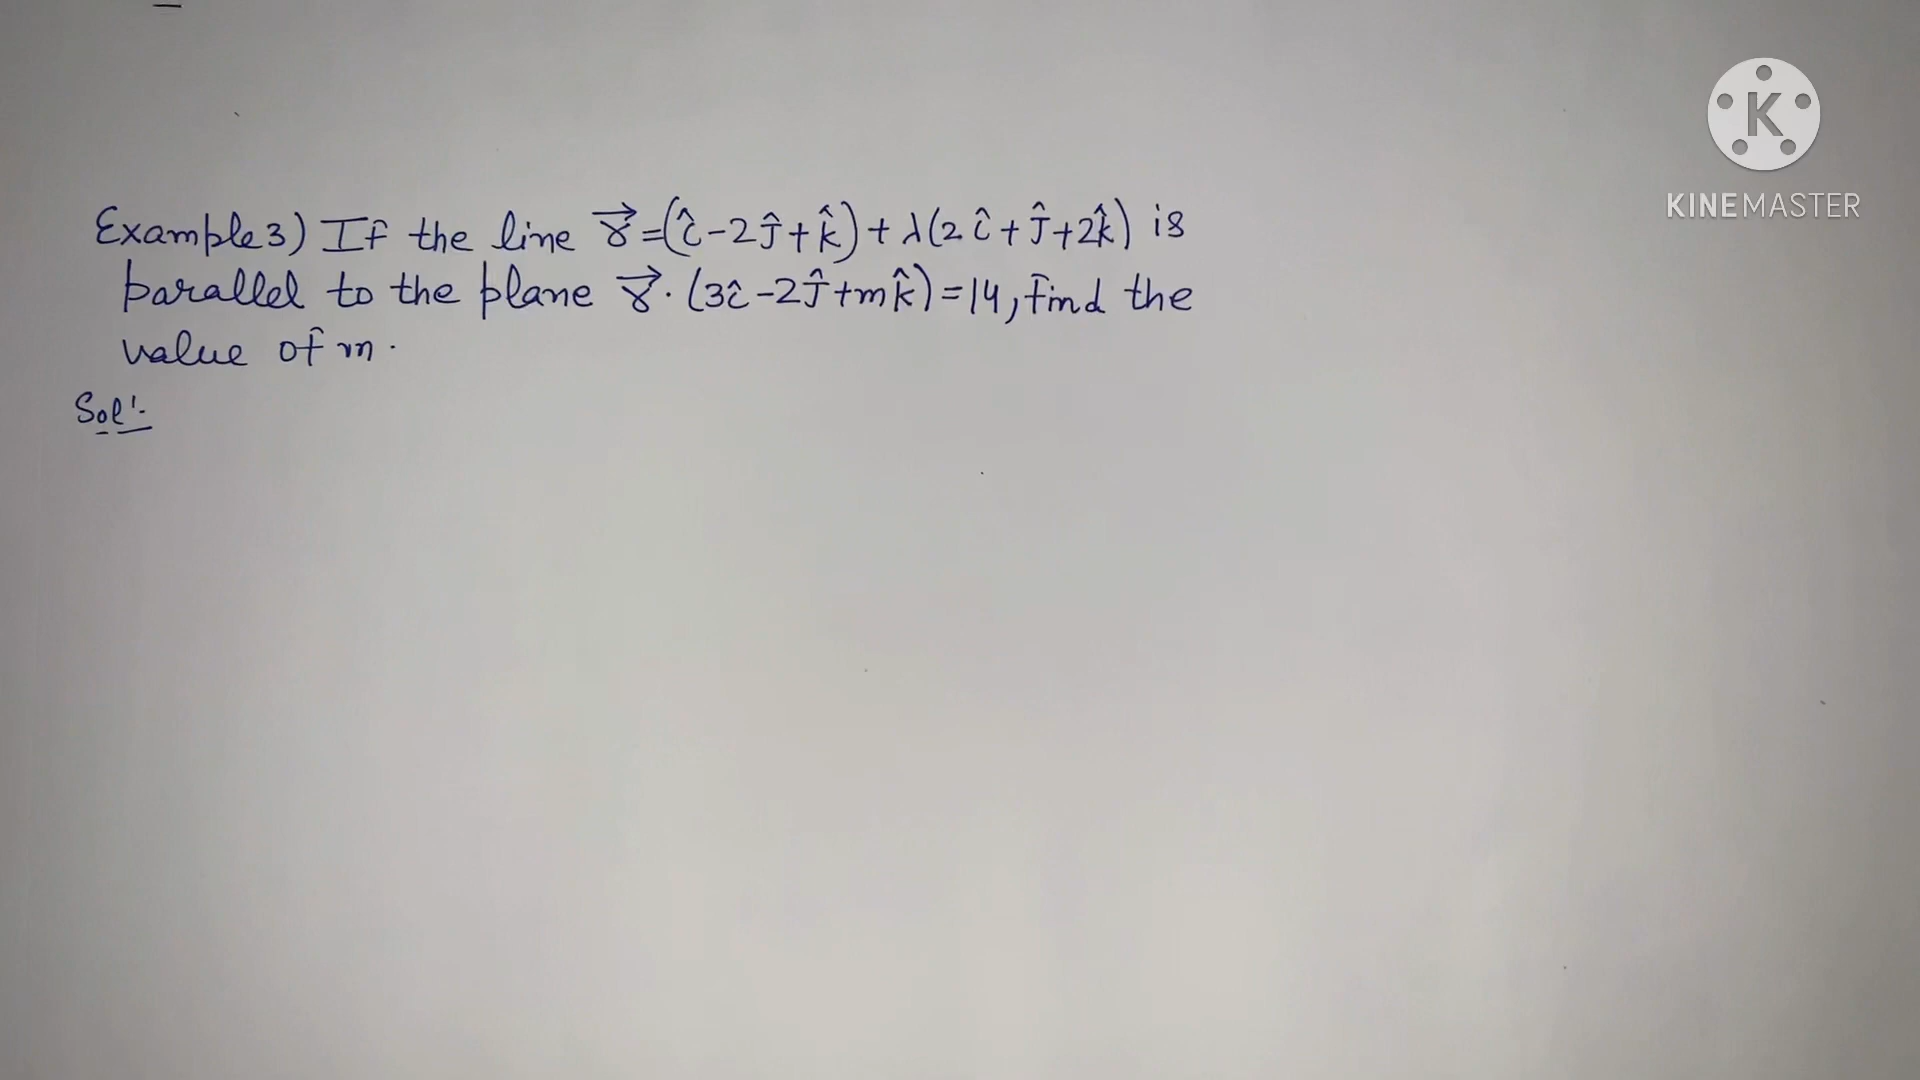 K
KINEMASTER
Example 3) If the line r⃗=(î-2ĵ+k̂)+λ(2î+ĵ+2k̂) is
parallel to the plane r⃗.(3î-2ĵ+mk̂)=14, find the
value of m.
Sol':-